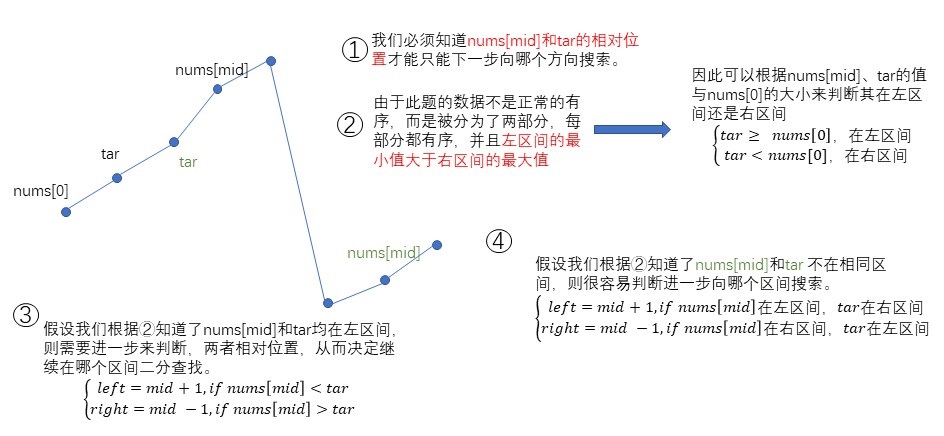 ①
我们必须知道nums[mid]和tar的相对位
置才能只能下一步向哪个方向搜索。
②
由于此题的数据不是正常的有
序，而是被分为了两部分，每
部分都有序，并且左区间的最
小值大于右区间的最大值
因此可以根据nums[mid]、tar的值
与nums[0]的大小来判断其在左区
间还是右区间
tar ≥ nums[0]，在左区间
tar < nums[0]，在右区间
nums[mid]
tar
tar
nums[0]
nums[mid]
③
假设我们根据②知道了nums[mid]和tar均在左区间，
则需要进一步来判断，两者相对位置，从而决定继
续在哪个区间二分查找。
left = mid + 1, if nums[mid] < tar
right = mid − 1, if nums[mid] > tar
④
假设我们根据②知道了nums[mid]和tar 不在相同区
间，则很容易判断进一步向哪个区间搜索。
left = mid + 1, if nums[mid]在左区间，tar在右区间
right = mid − 1, if nums[mid]在右区间，tar在左区间